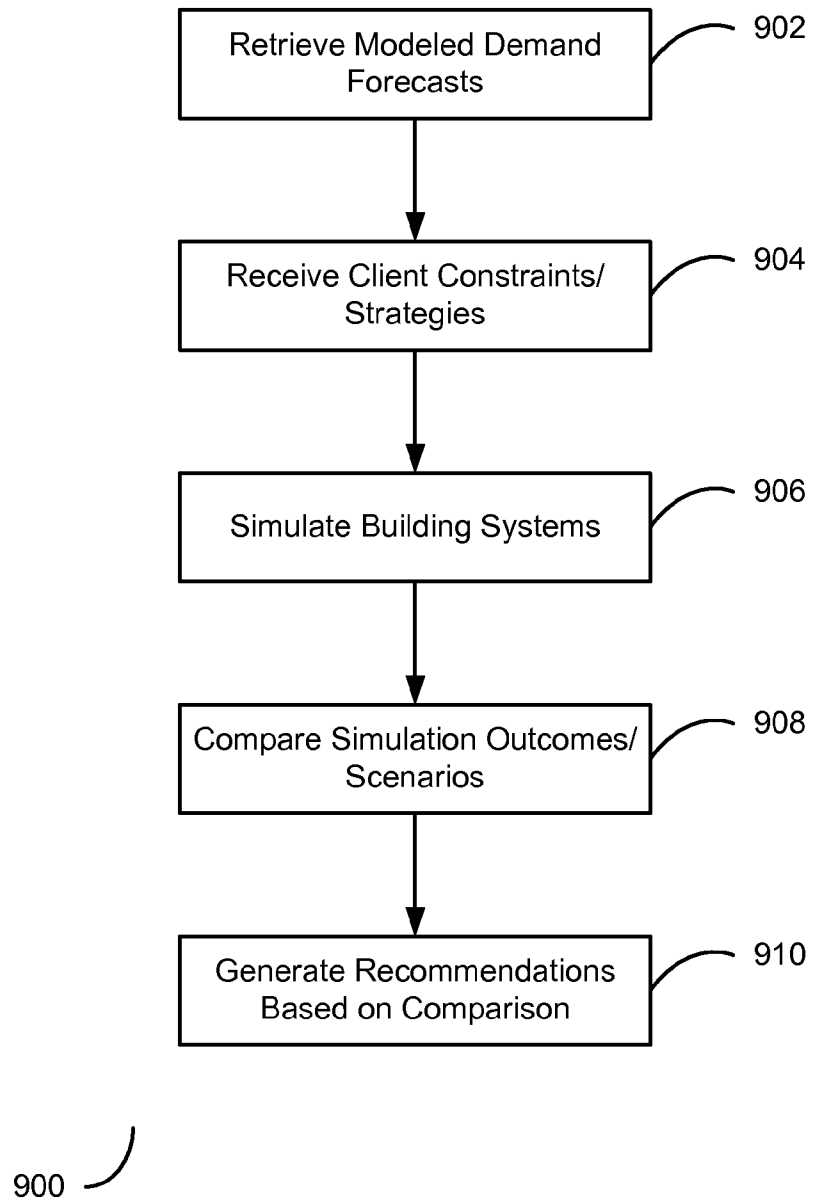 Retrieve Modeled Demand
Forecasts
902
Receive Client Constraints/
Strategies
904
Simulate Building Systems
906
Compare Simulation Outcomes/
Scenarios
908
Generate Recommendations
Based on Comparison
910
900